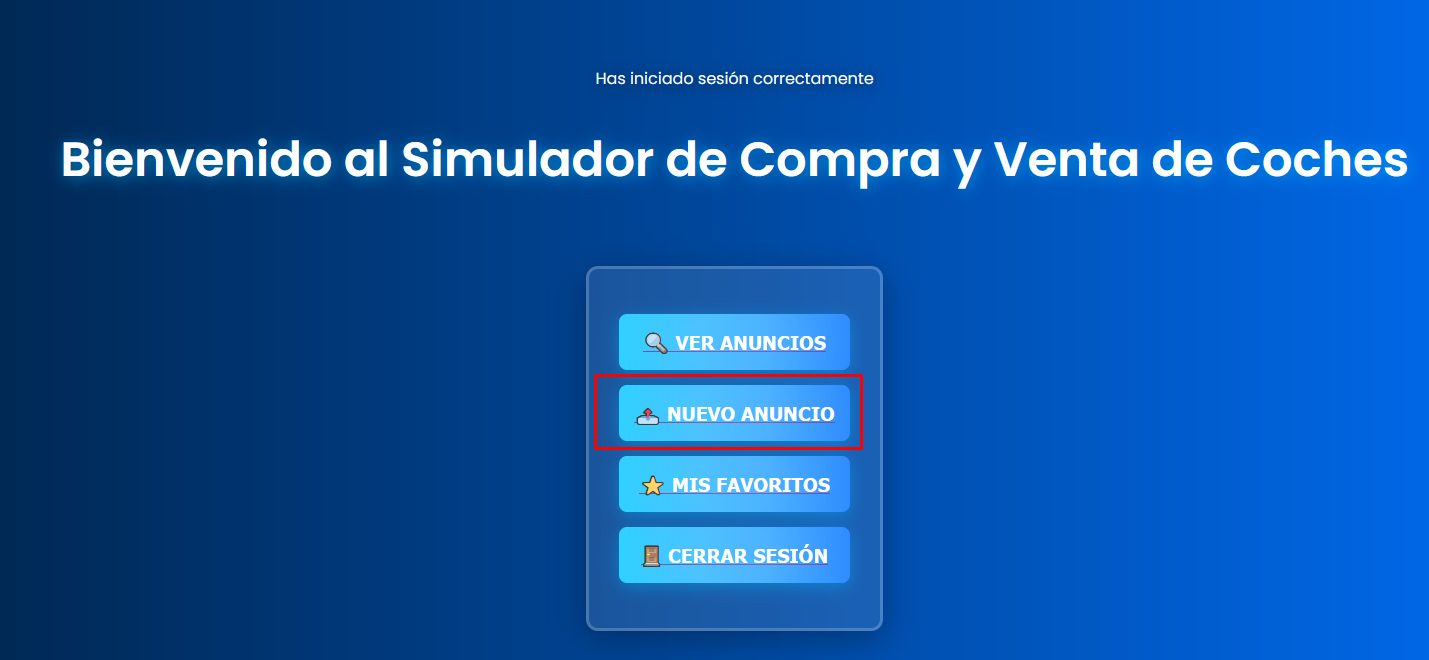 Has iniciado sesión correctamente
Bienvenido al Simulador de Compra y Venta de Coches
VER ANUNCIOS
NUEVO ANUNCIO
MIS FAVORITOS
CERRAR SESIÓN